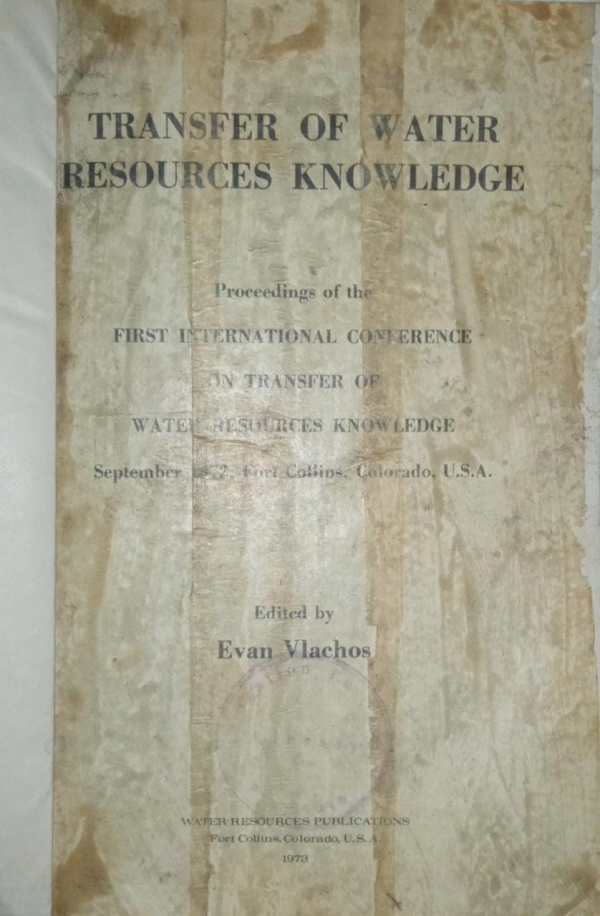 TRANSFER OF WATER
RESOURCES KNOWLEDGE
Proceedings of the
FIRST INTERNATIONAL CONFERENCE
ON TRANSFER OF
WATER RESOURCES KNOWLEDGE
September 1972, Fort Collins, Colorado, U.S.A.
Edited by
Evan Vlachos
WATER RESOURCES PUBLICATIONS
Fort Collins, Colorado, U.S.A.
1973